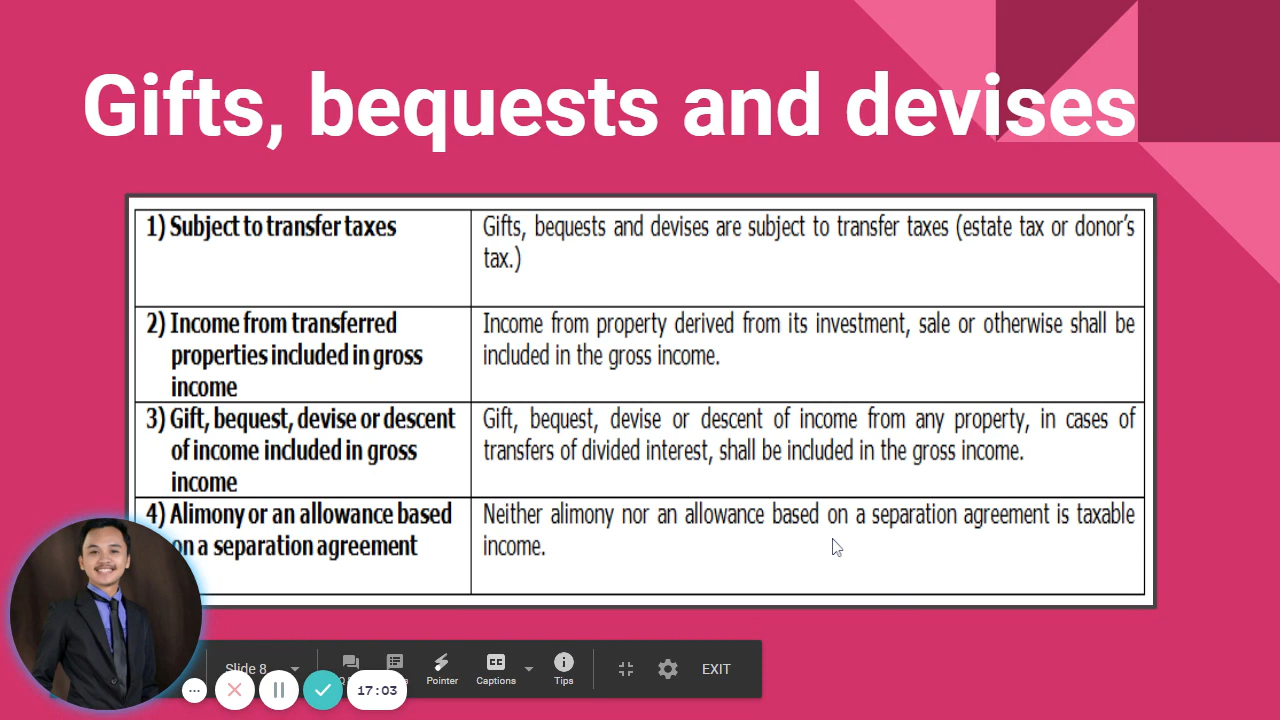 Gifts, bequests and devises
1) Subject to transfer taxes
Gifts, bequests and devises are subject to transfer taxes (estate tax or donor's
tax.)
2) Income from transferred
properties included in gross
income
Income from property derived from its investment, sale or otherwise shall be
included in the gross income.
3) Gift, bequest, devise or descent
of income included in gross
income
Gift, bequest, devise or descent of income from any property, in cases of
transfers of divided interest, shall be included in the gross income.
4) Alimony or an allowance based
on a separation agreement
Neither alimony nor an allowance based on a separation agreement is taxable
income.
Slide 8
Pointer
CC
Captions
Tips
EXIT
17:03